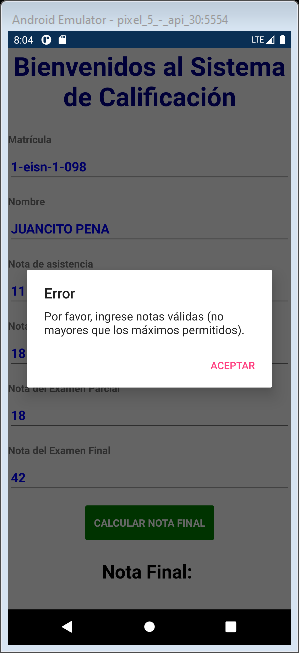 Android Emulator - pixel_5_-_api_30:5554
8:04
LTE
Bienvenidos al Sistema
de Calificación
Matrícula
1-eisn-1-098
Nombre
JUANCITO PENA
Nota de asistencia
11
Error
Por favor, ingrese notas válidas (no
mayores que los máximos permitidos).
ACEPTAR
18
Nota del Examen Parcial
18
Nota del Examen Final
42
CALCULAR NOTA FINAL
Nota Final: